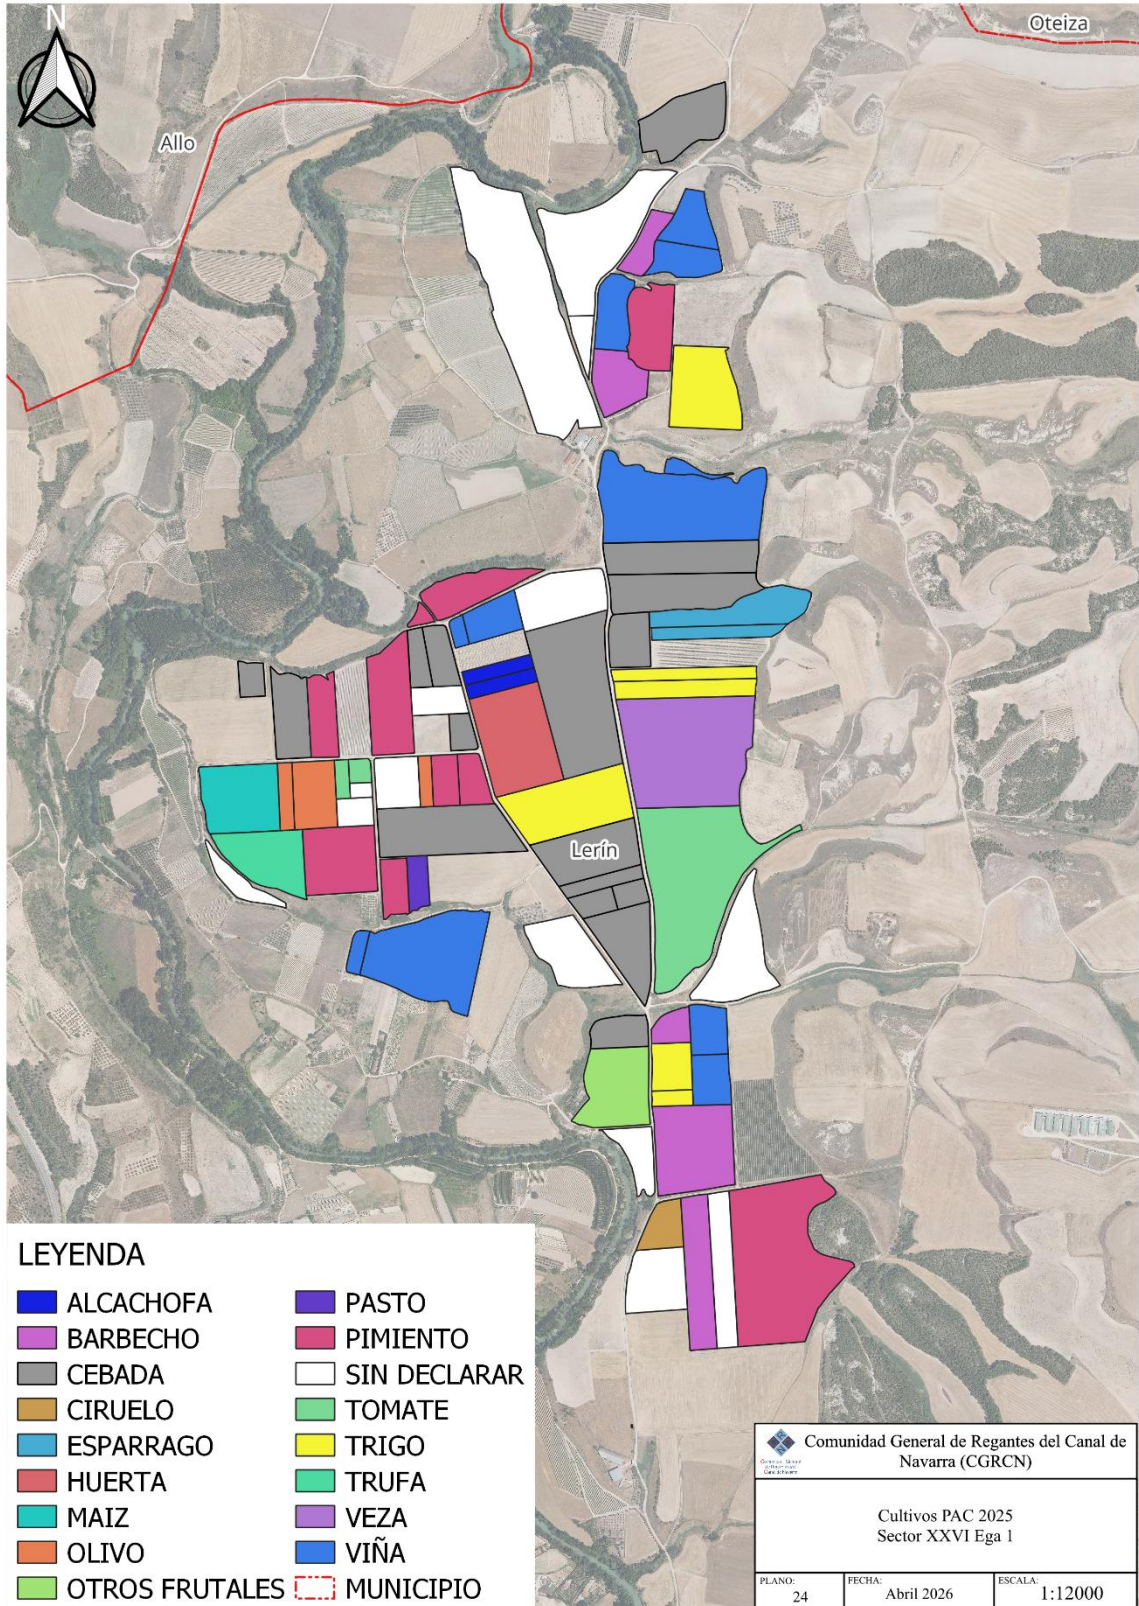 N
Oteiza
Allo
Lerín
LEYENDA
ALCACHOFA
BARBECHO
CEBADA
CIRUELO
ESPARRAGO
HUERTA
MAIZ
OLIVO
OTROS FRUTALES
PASTO
PIMIENTO
SIN DECLARAR
TOMATE
TRIGO
TRUFA
VEZA
VIÑA
MUNICIPIO
Comunidad General de Regantes del Canal de
Navarra (CGRCN)
Cultivos PAC 2025
Sector XXVI Ega 1
PLANO:
24
FECHA:
Abril 2026
ESCALA:
1:12000